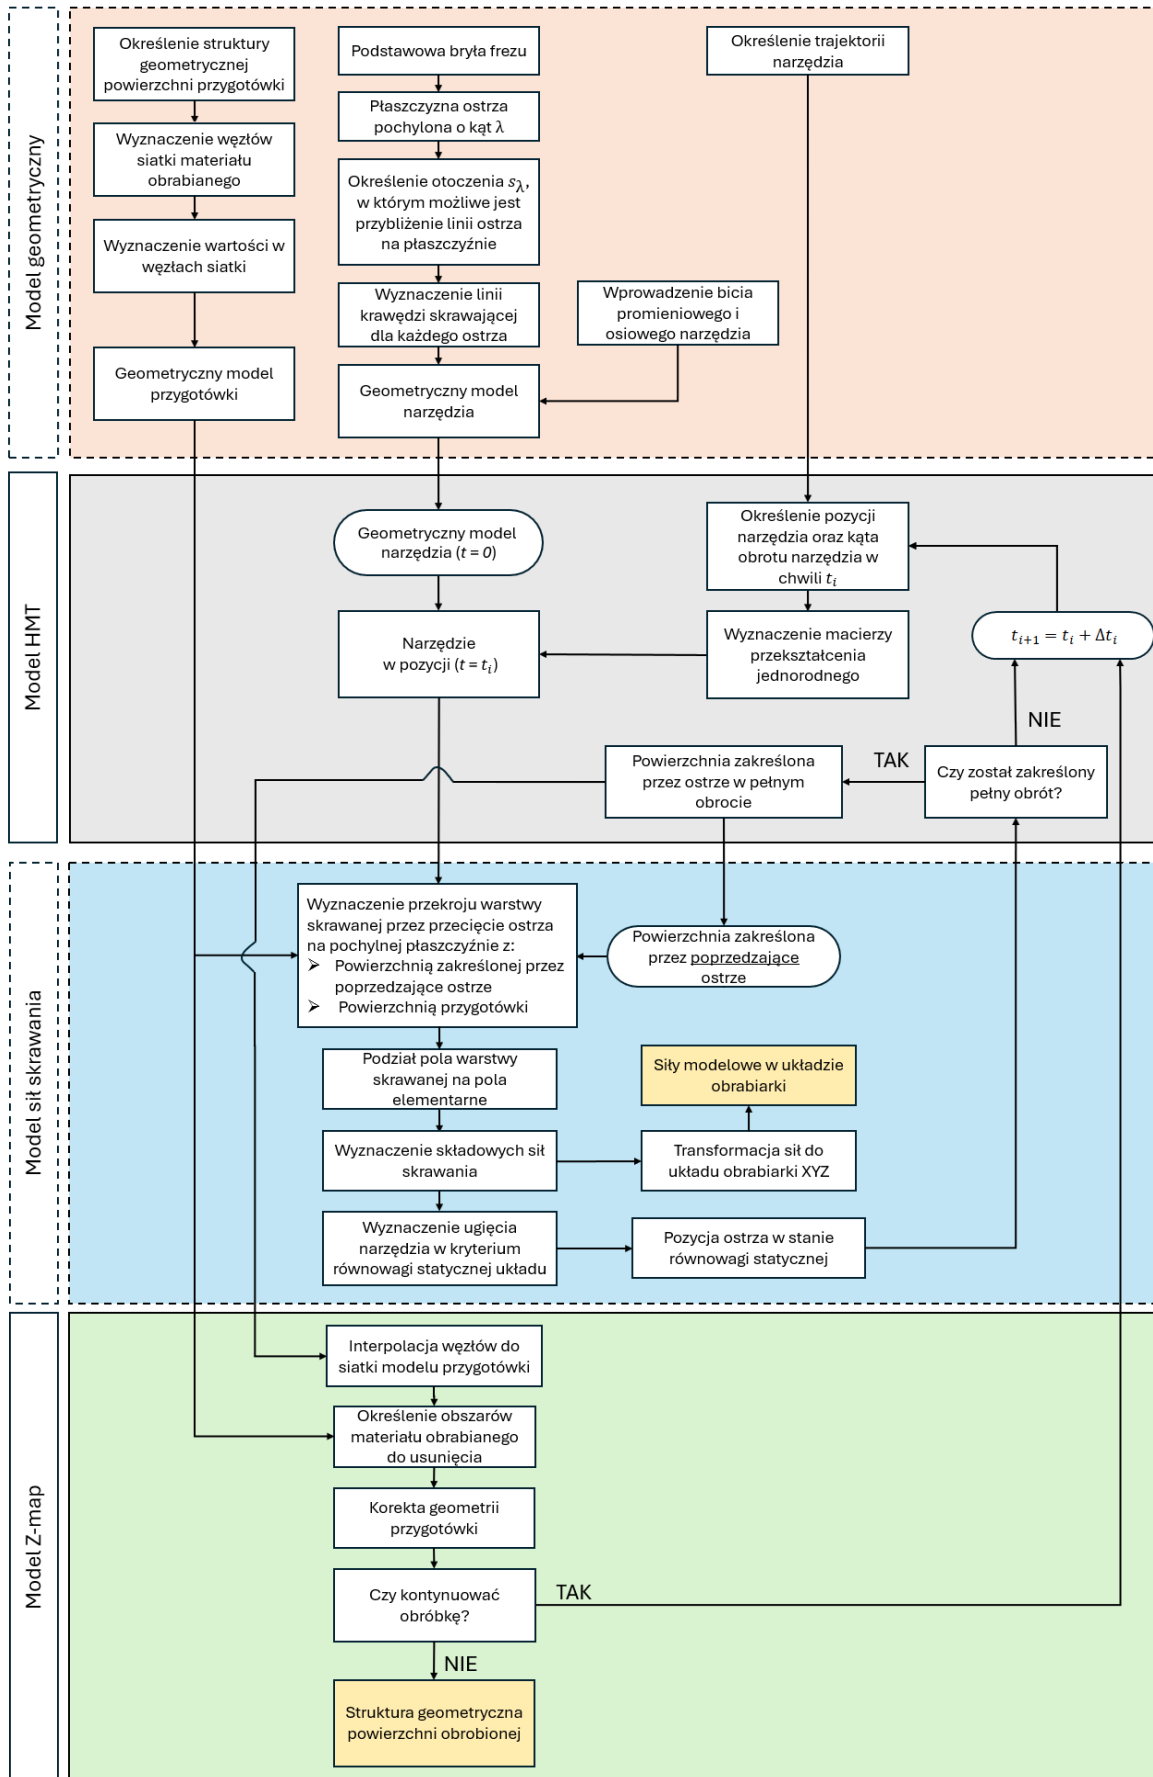 Model geometryczny
Określenie struktury
geometrycznej
powierzchni przygotówki
Wyznaczenie węzłów
siatki materiału
obrabianego
Wyznaczenie wartości w
węzłach siatki
Geometryczny model
przygotówki
Podstawowa bryła frezu
Płaszczyzna ostrza
pochylona o kąt λ
Określenie otoczenia s_λ,
w którym możliwe jest
przybliżenie linii ostrza
na płaszczyźnie
Wyznaczenie linii
krawędzi skrawającej
dla każdego ostrza
Geometryczny model
narzędzia
Wprowadzenie bicia
promieniowego i
osiowego narzędzia
Określenie trajektorii
narzędzia
Model HMT
Geometryczny model
narzędzia (t = 0)
Narzędzie
w pozycji (t = t_i)
Określenie pozycji
narzędzia oraz kąta
obrotu narzędzia w
chwili t_i
Wyznaczenie macierzy
przekształcenia
jednorodnego
t_{i+1} = t_i + Δt_i
NIE
Powierzchnia zakreślona
przez ostrze w pełnym
obrocie
TAK
Czy został zakreślony
pełny obrót?
Model sił skrawania
Wyznaczenie przekroju warstwy
skrawanej przez przecięcie ostrza
na pochylnej płaszczyźnie z:
➢ Powierzchnią zakreślonej przez
poprzedzające ostrze
➢ Powierzchnią przygotówki
Powierzchnia zakreślona
przez poprzedzające
ostrze
Podział pola warstwy
skrawanej na pola
elementarne
Siły modelowe w układzie
obrabiarki
Wyznaczenie składowych sił
skrawania
Transformacja sił do
układu obrabiarki XYZ
Wyznaczenie ugięcia
narzędzia w kryterium
równowagi statycznej układu
Pozycja ostrza w stanie
równowagi statycznej
Model Z-map
Interpolacja węzłów do
siatki modelu przygotówki
Określenie obszarów
materiału obrabianego
do usunięcia
Korekta geometrii
przygotówki
Czy kontynuować
obróbkę?
TAK
NIE
Struktura geometryczna
powierzchni obrobionej